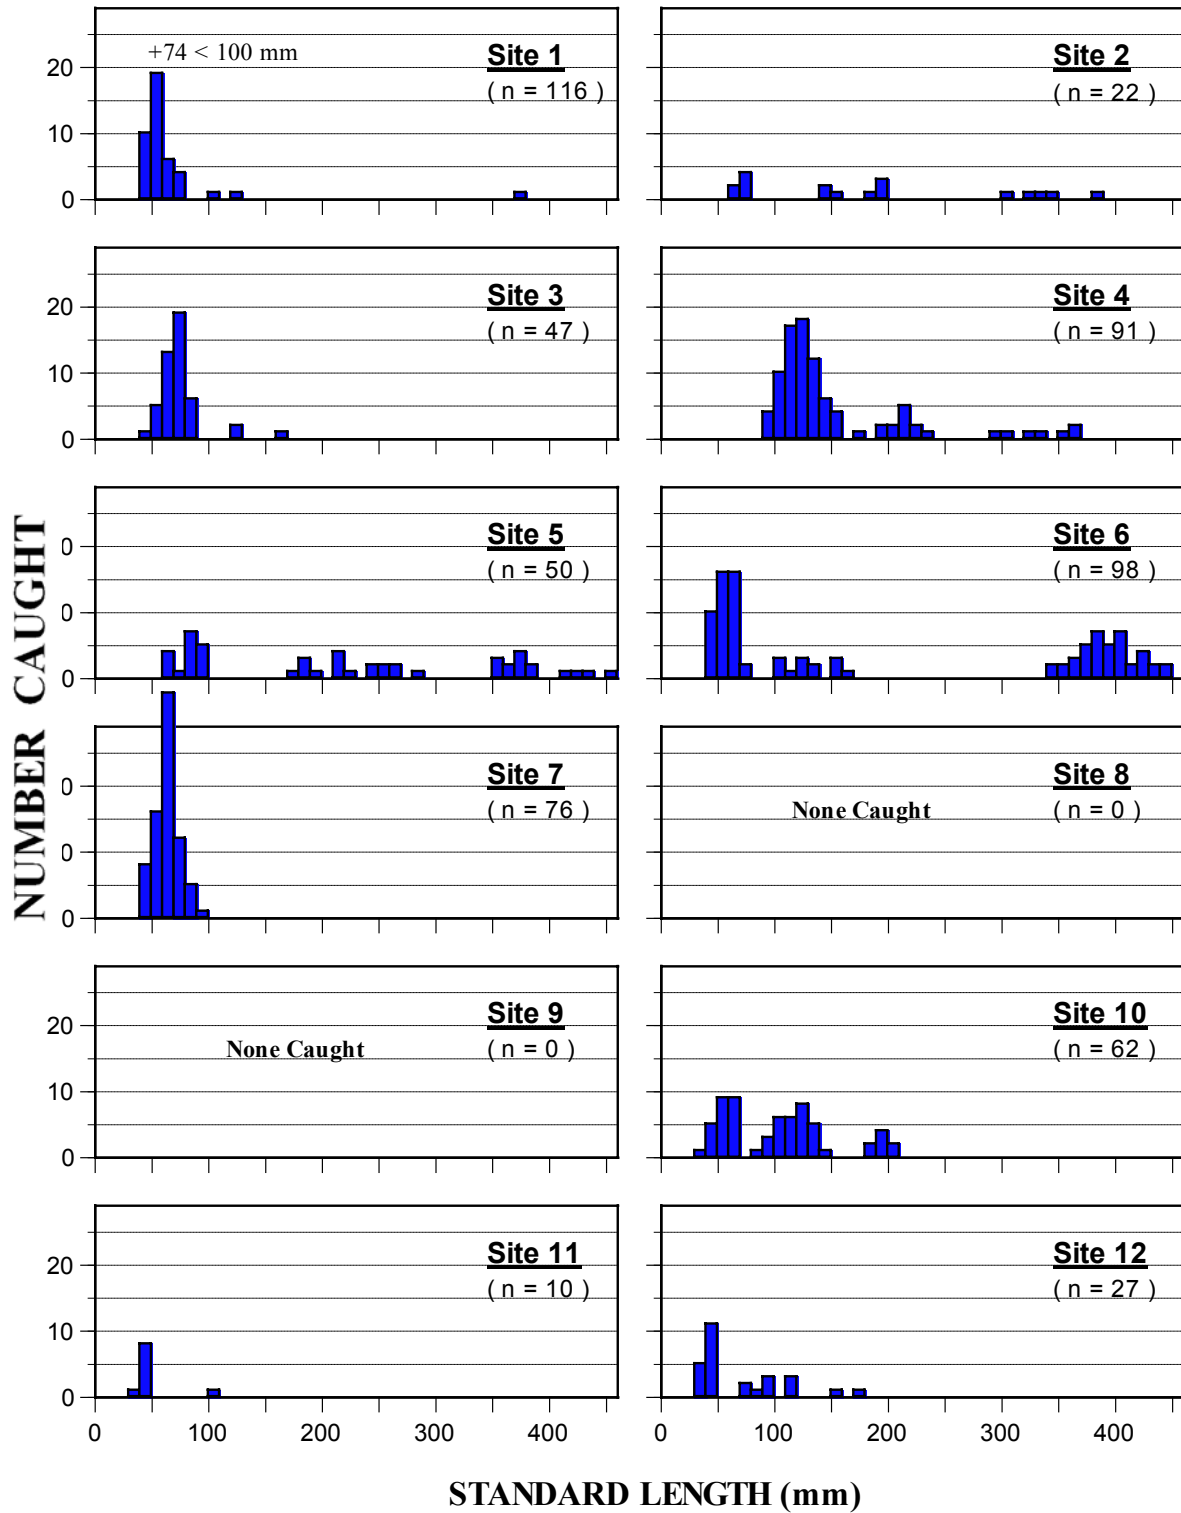 +74 < 100 mm
Site 1
( n = 116 )
Site 2
( n = 22 )
20
10
0
Site 3
( n = 47 )
Site 4
( n = 91 )
20
10
0
NUMBER CAUGHT
Site 5
( n = 50 )
Site 6
( n = 98 )
0
0
0
Site 7
( n = 76 )
Site 8
( n = 0 )
None Caught
0
0
0
Site 9
( n = 0 )
None Caught
Site 10
( n = 62 )
20
10
0
Site 11
( n = 10 )
Site 12
( n = 27 )
20
10
0
0 100 200 300 400 0 100 200 300 400
STANDARD LENGTH (mm)